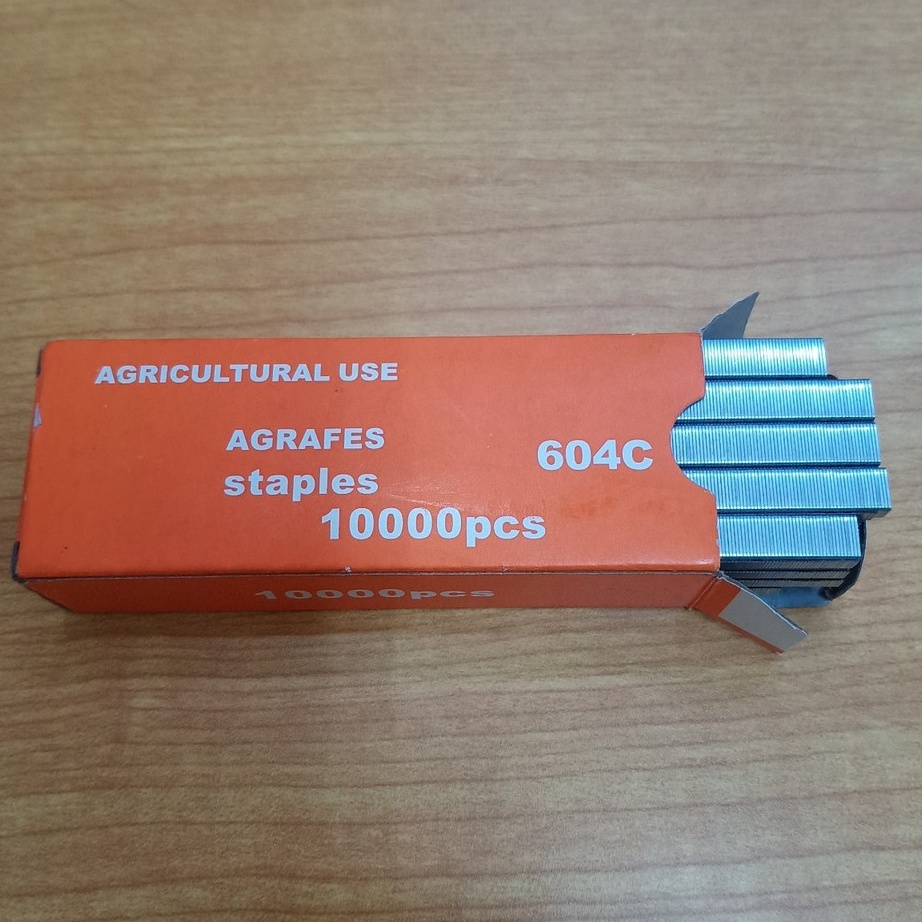 AGRICULTURAL USE
AGRAFES
staples
604C
10000pcs
10000pcs